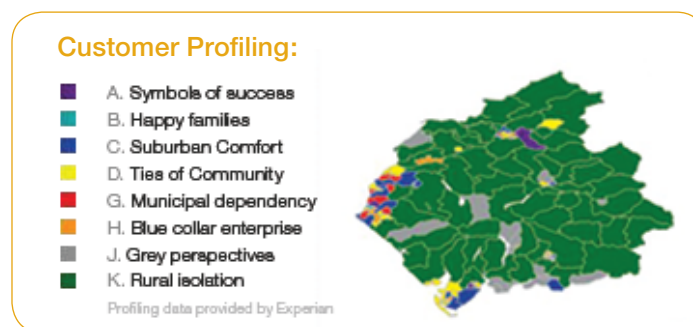 Customer Profiling:
A. Symbols of success
B. Happy families
C. Suburban Comfort
D. Ties of Community
G. Municipal dependency
H. Blue collar enterprise
J. Grey perspectives
K. Rural isolation
Profiling data provided by Experian